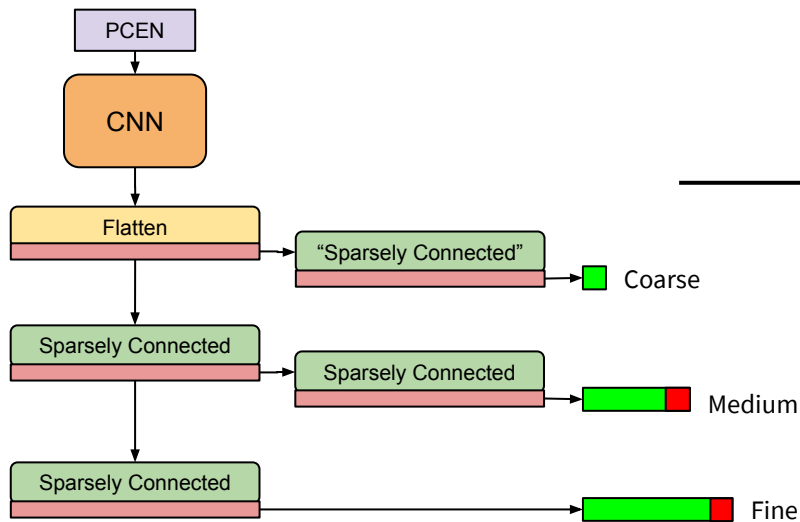 PCEN
CNN
Flatten
“Sparsely Connected”
Coarse
Sparsely Connected
Sparsely Connected
Medium
Sparsely Connected
Fine